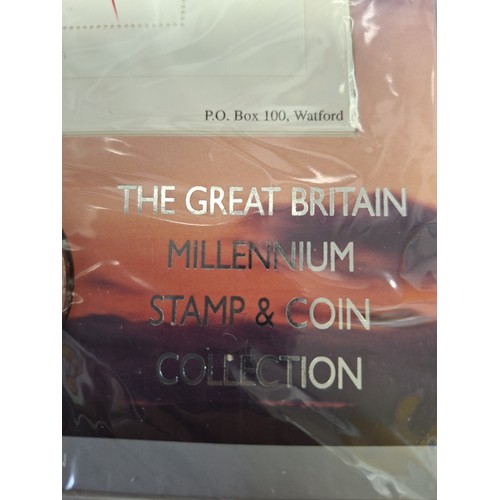 P.O. Box 100, Watford
THE GREAT BRITAIN
MILLENNIUM
STAMP & COIN
COLLECTION